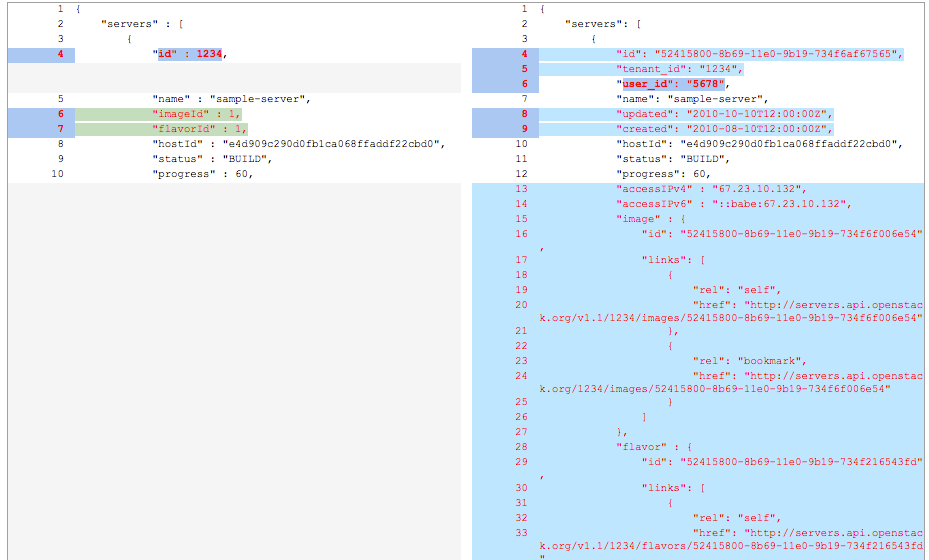 1 {
2 "servers" : [
3 {
4 "id" : 1234,
5 "name" : "sample-server",
6 "imageId" : 1,
7 "flavorId" : 1,
8 "hostId" : "e4d909c290d0fb1ca068ffaddf22cbd0",
9 "status" : "BUILD",
10 "progress" : 60,
1 {
2 "servers": [
3 {
4 "id": "52415800-8b69-11e0-9b19-734f6af67565",
5 "tenant_id": "1234",
6 "user_id": "5678",
7 "name": "sample-server",
8 "updated": "2010-10-10T12:00:00Z",
9 "created": "2010-08-10T12:00:00Z",
10 "hostId": "e4d909c290d0fb1ca068ffaddf22cbd0",
11 "status": "BUILD",
12 "progress": 60,
13 "accessIPv4" : "67.23.10.132",
14 "accessIPv6" : "::babe:67.23.10.132",
15 "image" : {
16 "id": "52415800-8b69-11e0-9b19-734f6f006e54"
,
17 "links": [
18 {
19 "rel": "self",
20 "href": "http://servers.api.openstac
k.org/v1.1/1234/images/52415800-8b69-11e0-9b19-734f6f006e54"
21 },
22 {
23 "rel": "bookmark",
24 "href": "http://servers.api.openstac
k.org/1234/images/52415800-8b69-11e0-9b19-734f6f006e54"
25 }
26 ]
27 },
28 "flavor" : {
29 "id": "52415800-8b69-11e0-9b19-734f216543fd"
,
30 "links": [
31 {
32 "rel": "self",
33 "href": "http://servers.api.openstac
k.org/v1.1/1234/flavors/52415800-8b69-11e0-9b19-734f216543fd
"